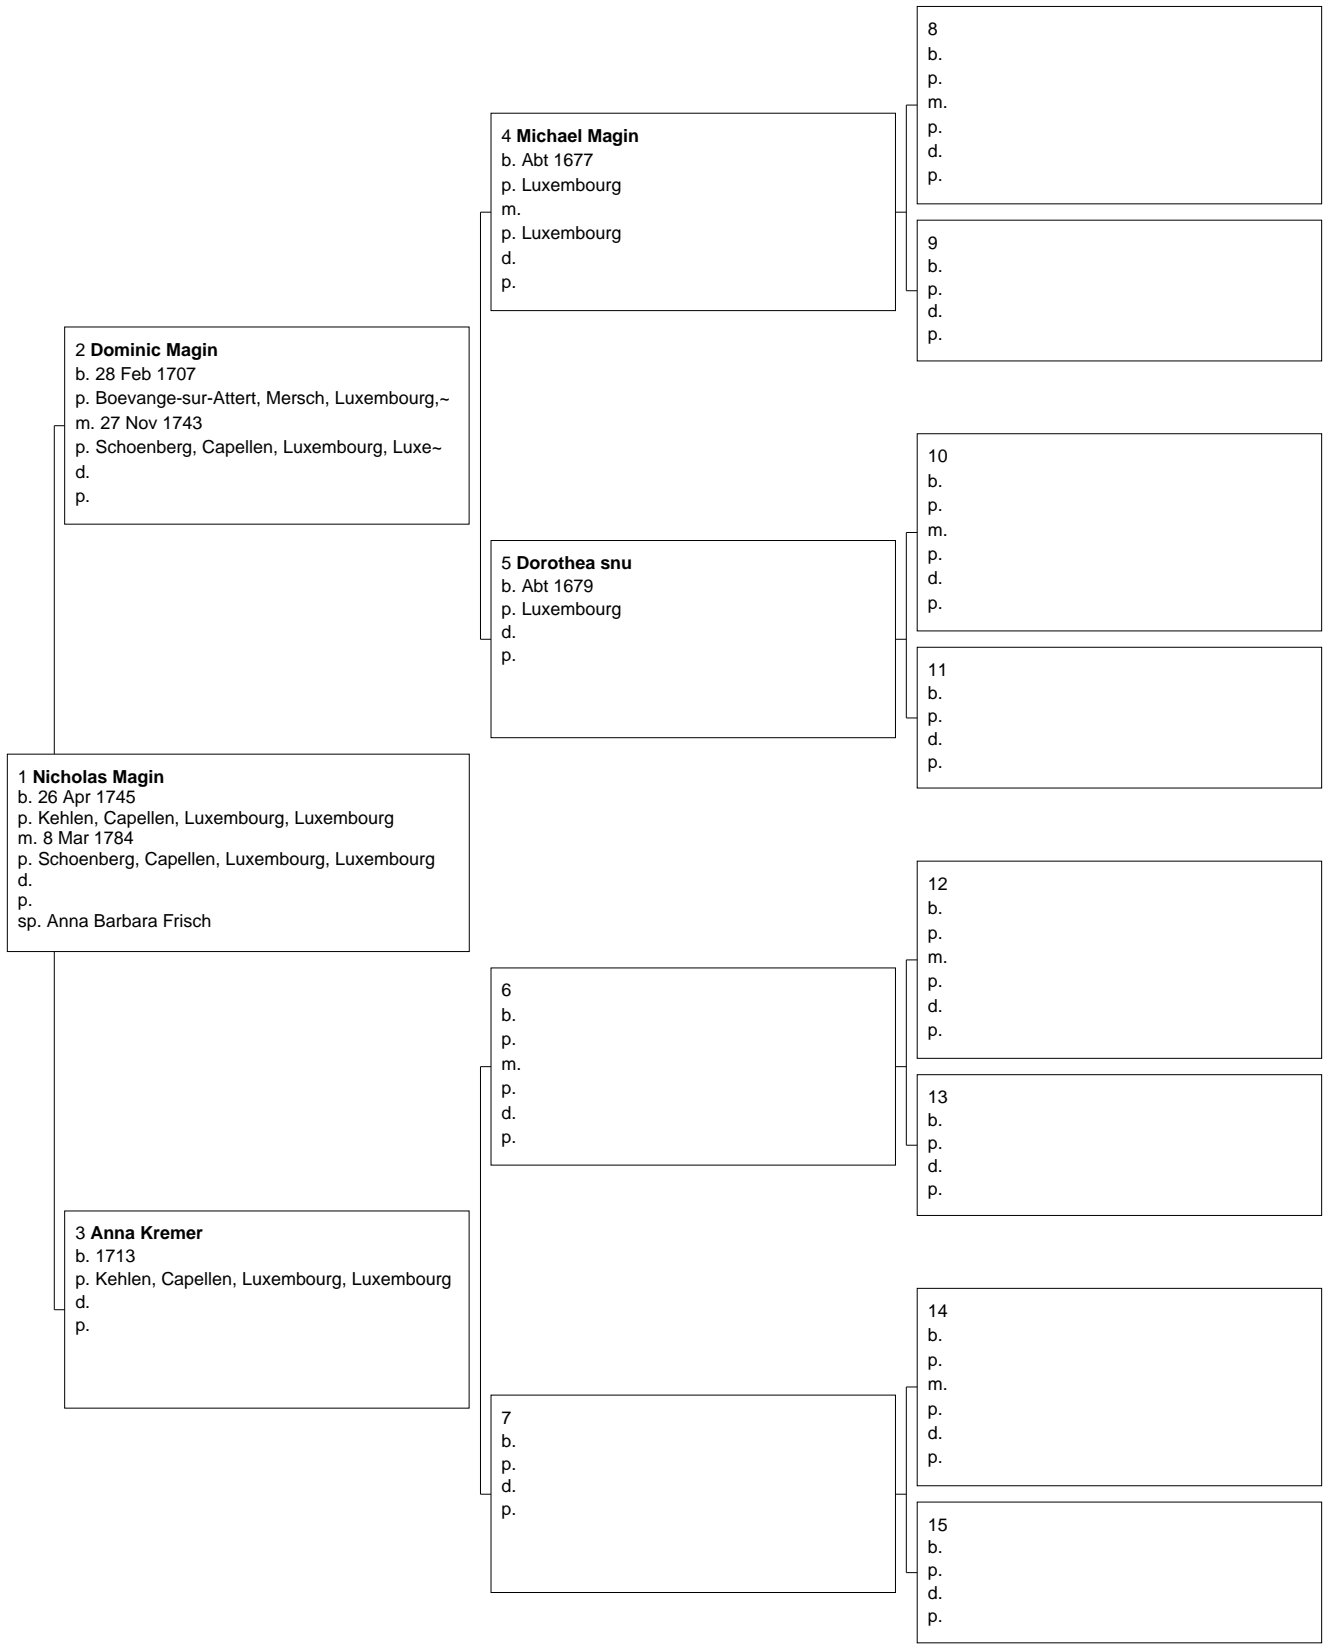 8
b.
p.
m.
p.
d.
p.
4 Michael Magin
b. Abt 1677
p. Luxembourg
m.
p. Luxembourg
d.
p.
9
b.
p.
d.
p.
2 Dominic Magin
b. 28 Feb 1707
p. Boevange-sur-Attert, Mersch, Luxembourg,~
m. 27 Nov 1743
p. Schoenberg, Capellen, Luxembourg, Luxe~
d.
p.
10
b.
p.
m.
p.
d.
p.
5 Dorothea snu
b. Abt 1679
p. Luxembourg
d.
p.
11
b.
p.
d.
p.
1 Nicholas Magin
b. 26 Apr 1745
p. Kehlen, Capellen, Luxembourg, Luxembourg
m. 8 Mar 1784
p. Schoenberg, Capellen, Luxembourg, Luxembourg
d.
p.
sp. Anna Barbara Frisch
12
b.
p.
m.
p.
d.
p.
6
b.
p.
m.
p.
d.
p.
13
b.
p.
d.
p.
3 Anna Kremer
b. 1713
p. Kehlen, Capellen, Luxembourg, Luxembourg
d.
p.
14
b.
p.
m.
p.
d.
p.
7
b.
p.
d.
p.
15
b.
p.
d.
p.